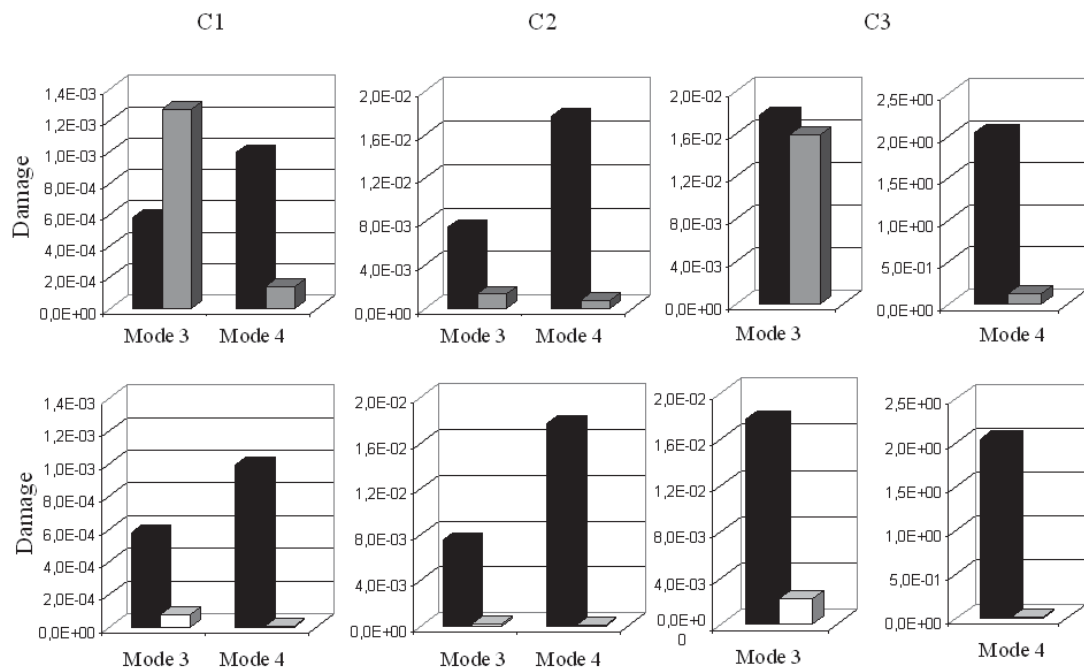 C1 C2 C3
Damage
1,4E-03
1,2E-03
1,0E-03
8,0E-04
6,0E-04
4,0E-04
2,0E-04
0,0E+00
Mode 3 Mode 4
2,0E-02
1,6E-02
1,2E-02
8,0E-03
4,0E-03
0,0E+00
Mode 3 Mode 4
2,0E-02
1,6E-02
1,2E-02
8,0E-03
4,0E-03
0,0E+00
Mode 3
2,5E+00
2,0E+00
1,5E+00
1,0E+00
5,0E-01
0,0E+00
Mode 4
Damage
1,4E-03
1,2E-03
1,0E-03
8,0E-04
6,0E-04
4,0E-04
2,0E-04
0,0E+00
Mode 3 Mode 4
2,0E-02
1,6E-02
1,2E-02
8,0E-03
4,0E-03
0,0E+00
Mode 3 Mode 4
2,0E-02
1,6E-02
1,2E-02
8,0E-03
4,0E-03
0,0E+0
0
Mode 3
2,5E+00
2,0E+00
1,5E+00
1,0E+00
5,0E-01
0,0E+00
Mode 4